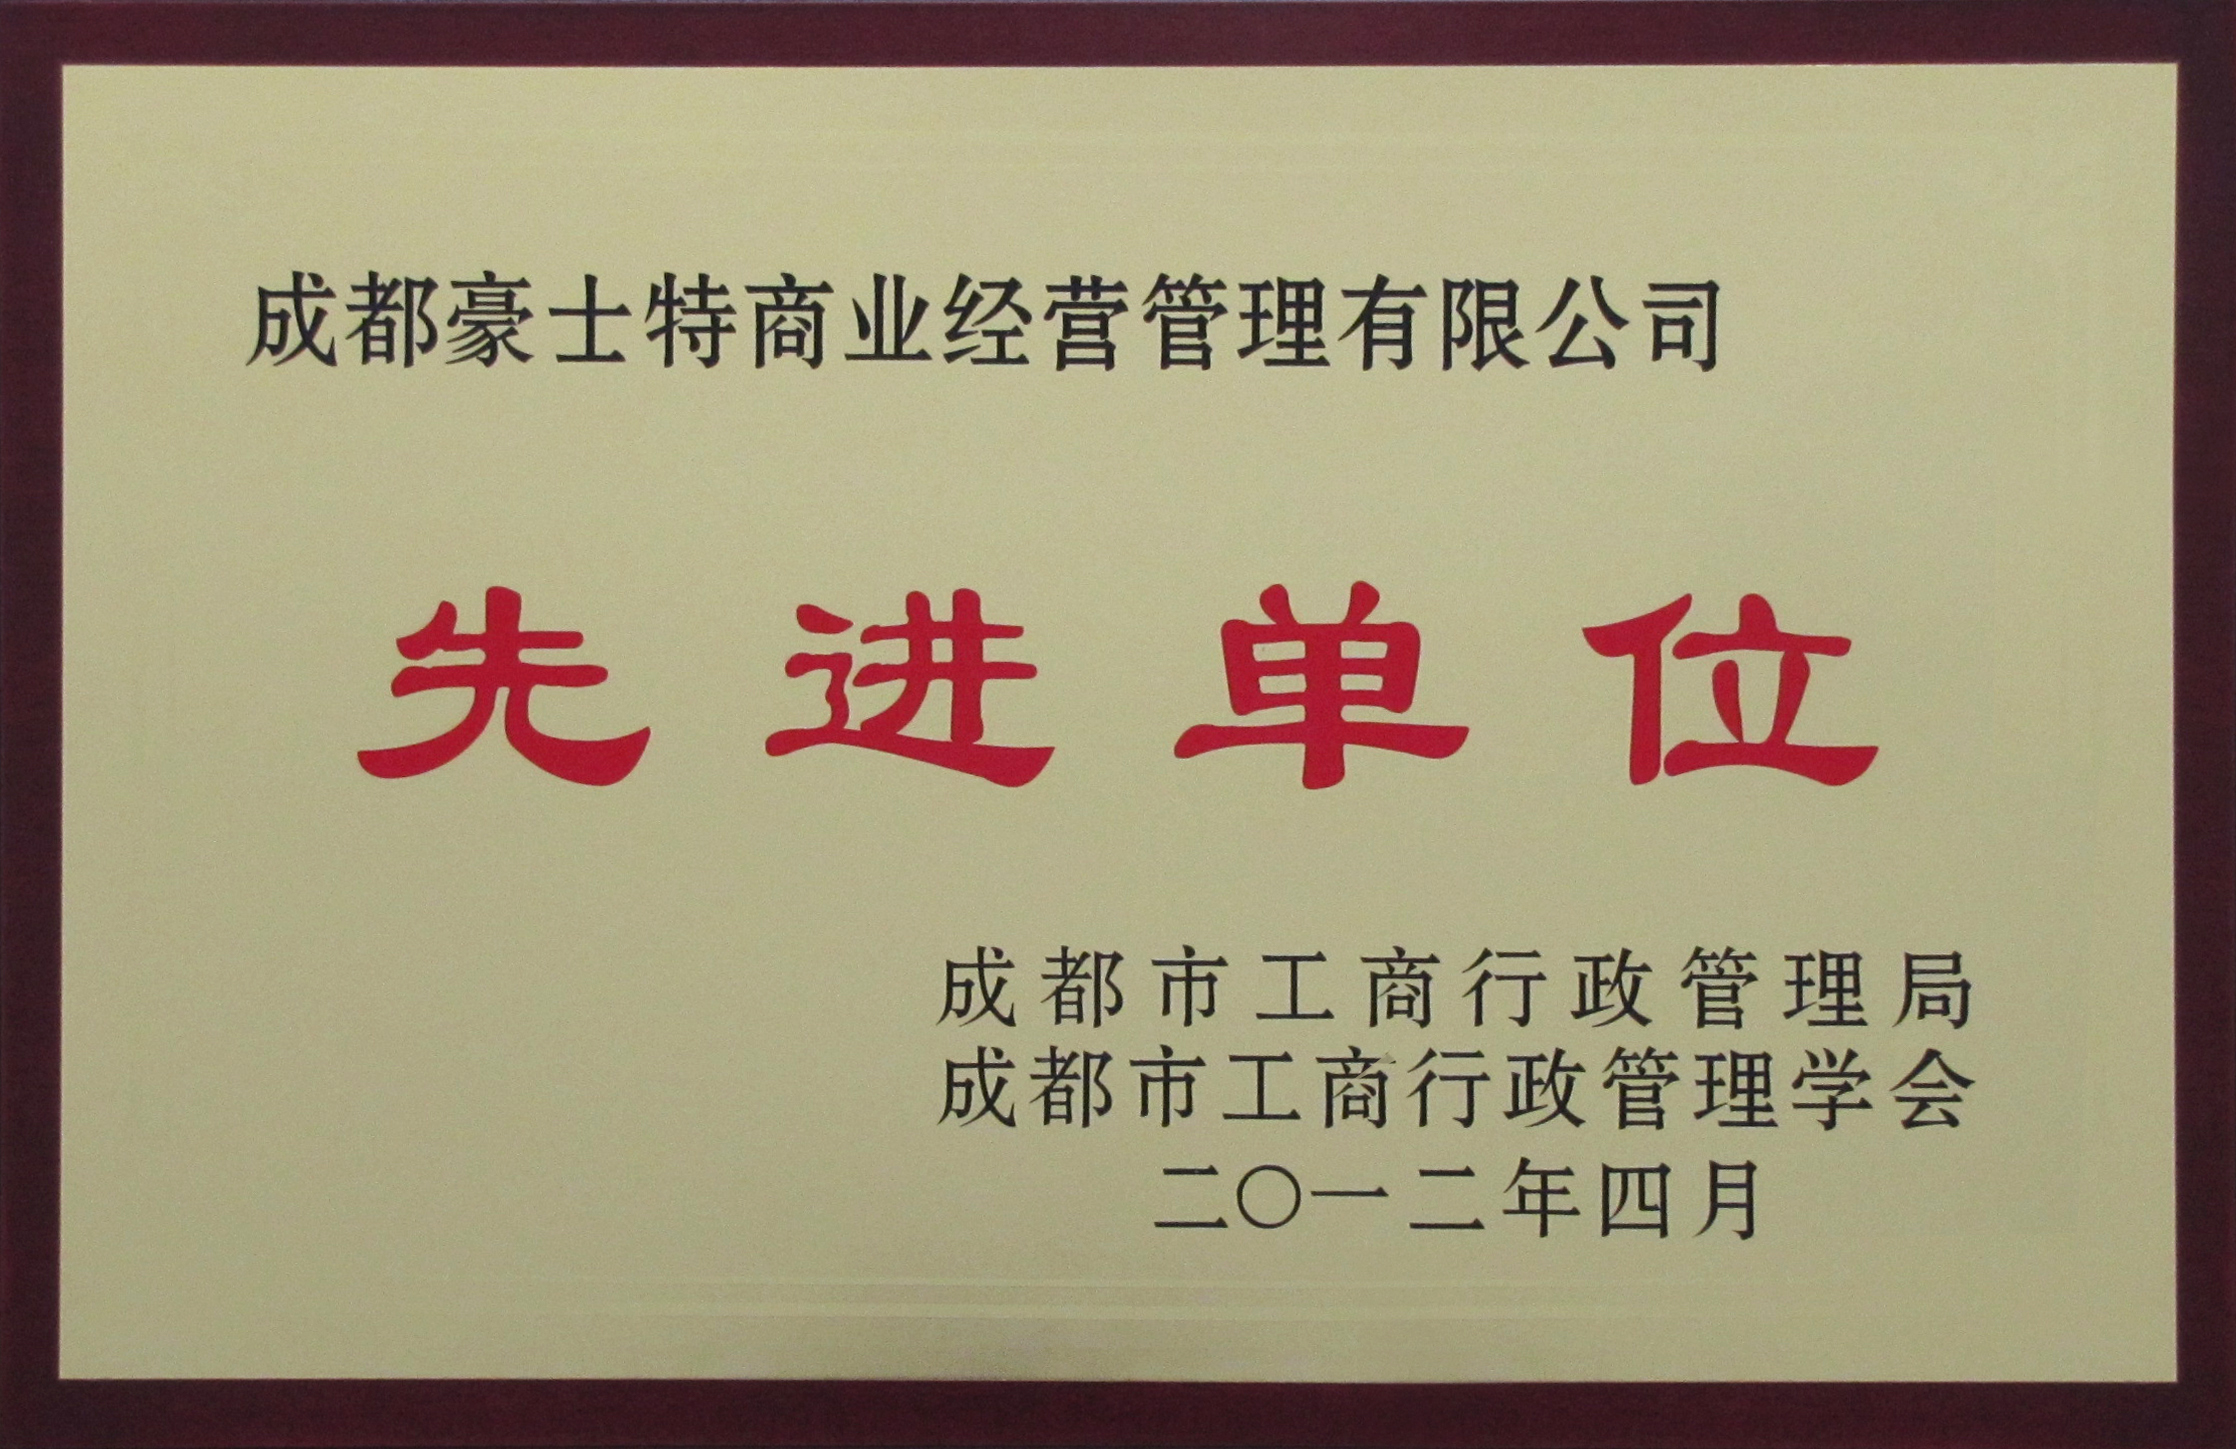 成都豪士特商业经营管理有限公司
先进单位
成都市工商行政管理局
成都市工商行政管理学会
二〇一二年四月